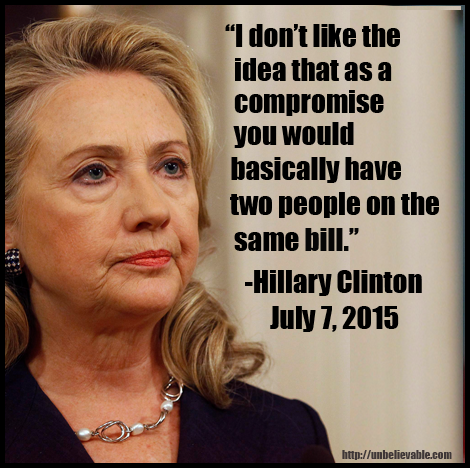 “I don’t like the
idea that as a
compromise
you would
basically have
two people on the
same bill.”
-Hillary Clinton
July 7, 2015
http://unbelievable.com